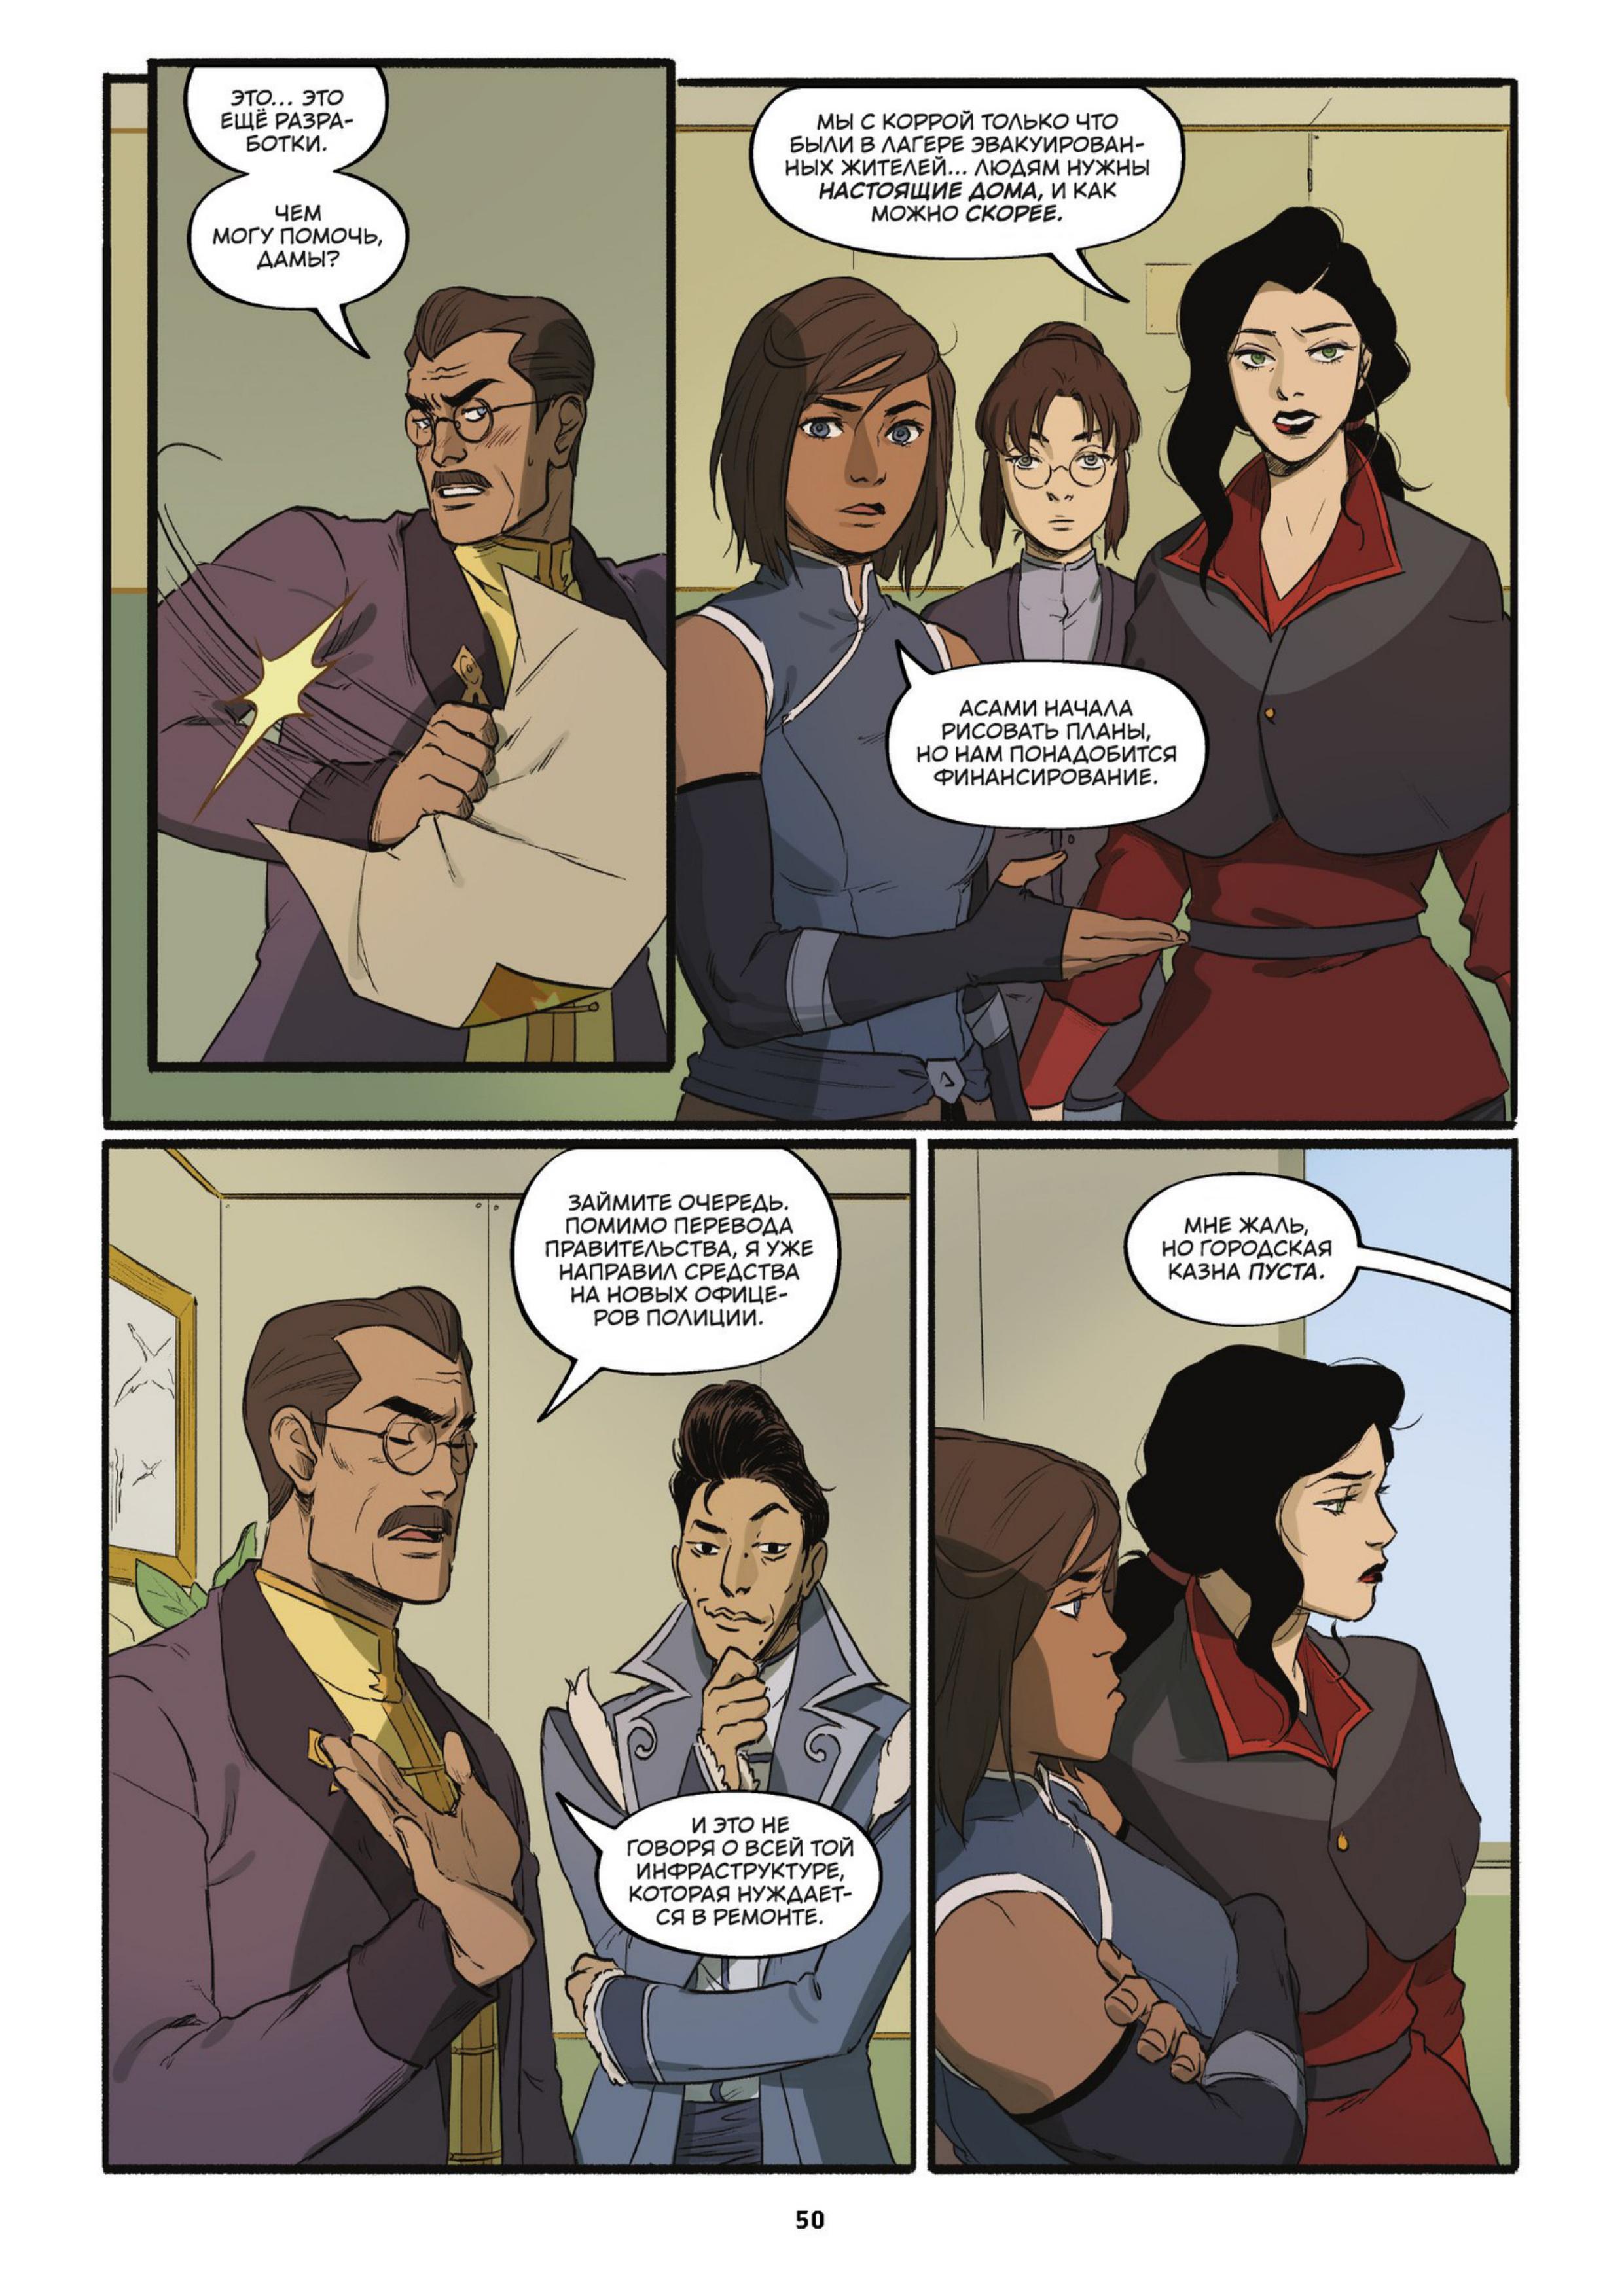 ЭТО... ЭТО
ЕЩЁ РАЗРА-
БОТКИ.
ЧЕМ
МОГУ ПОМОЧЬ,
ДАМЫ?
МЫ С КОРРОЙ ТОЛЬКО ЧТО
БЫЛИ В ЛАГЕРЕ ЭВАКУИРОВАН-
НЫХ ЖИТЕЛЕЙ... ЛЮДЯМ НУЖНЫ
НАСТОЯЩИЕ ДОМА, И КАК
МОЖНО СКОРЕЕ.
АСАМИ НАЧАЛА
РИСОВАТЬ ПЛАНЫ,
НО НАМ ПОНАДОБИТСЯ
ФИНАНСИРОВАНИЕ.
ЗАЙМИТЕ ОЧЕРЕДЬ.
ПОМИМО ПЕРЕВОДА
ПРАВИТЕЛЬСТВА, Я УЖЕ
НАПРАВИЛ СРЕДСТВА
НА НОВЫХ ОФИЦЕ-
РОВ ПОЛИЦИИ.
И ЭТО НЕ
ГОВОРЯ О ВСЕЙ ТОЙ
ИНФРАСТРУКТУРЕ,
КОТОРАЯ НУЖДАЕТ-
СЯ В РЕМОНТЕ.
МНЕ ЖАЛЬ,
НО ГОРОДСКАЯ
КАЗНА ПУСТА.
50